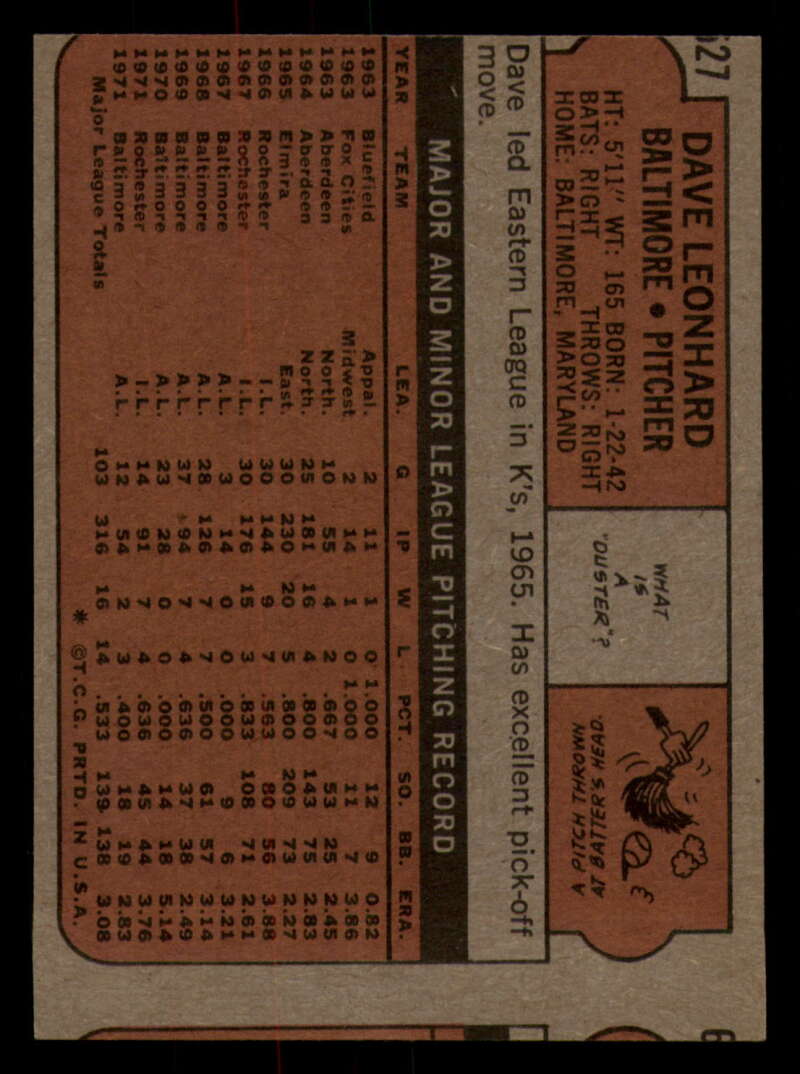 527
DAVE LEONHARD
BALTIMORE • PITCHER
HT: 5'11" WT: 165 BORN: 1-22-42
BATS: RIGHT THROWS: RIGHT
HOME: BALTIMORE, MARYLAND
WHAT
IS
A
"DUSTER"?
A PITCH THROWN
AT BATTER'S HEAD.
Dave led Eastern League in K's, 1965. Has excellent pick-off
move.
MAJOR AND MINOR LEAGUE PITCHING RECORD
YEAR TEAM LEA. G IP W L PCT. SO. BB. ERA.
1963 Bluefield Appal. 2 11 1 0 1.000 12 9 0.82
1963 Fox Cities Midwest 2 14 1 0 1.000 11 7 3.86
1963 Aberdeen North. 10 55 4 2 .667 53 25 2.45
1964 Aberdeen North. 25 181 16 4 .800 143 75 2.83
1965 Elmira East. 30 230 20 5 .800 209 73 2.27
1966 Rochester I.L. 30 144 9 7 .563 80 56 3.88
1967 Rochester I.L. 30 176 15 3 .833 108 71 2.61
1967 Baltimore A.L. 3 14 0 0 .000 9 6 3.21
1968 Baltimore A.L. 28 126 7 7 .500 61 57 3.14
1969 Baltimore A.L. 37 94 7 4 .636 37 38 2.49
1970 Baltimore A.L. 23 28 0 0 .000 14 18 5.14
1971 Rochester I.L. 14 91 7 4 .636 45 44 3.76
1971 Baltimore A.L. 12 54 2 3 .400 18 19 2.83
Major League Totals 103 316 16 14 .533 139 138 3.08
* ©T.C.G. PRTD. IN U.S.A.
6